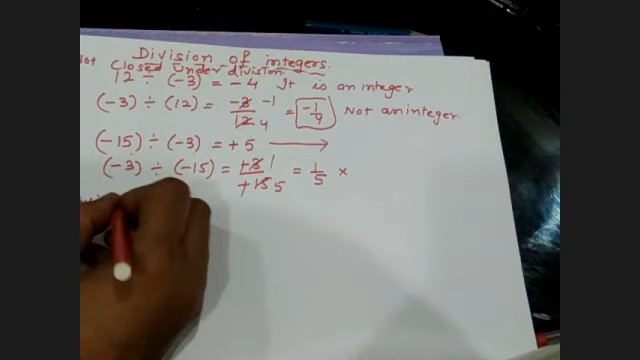 Division of integers.
Not closed under division.
12 ÷ (-3) = -4 It is an integer
(-3) ÷ (12) = -3 -1 / 12 4 = -1/4 Not an integer.
(-15) ÷ (-3) = +5 ⟶
(-3) ÷ (-15) = +3 1 / +15 5 = 1/5 ×